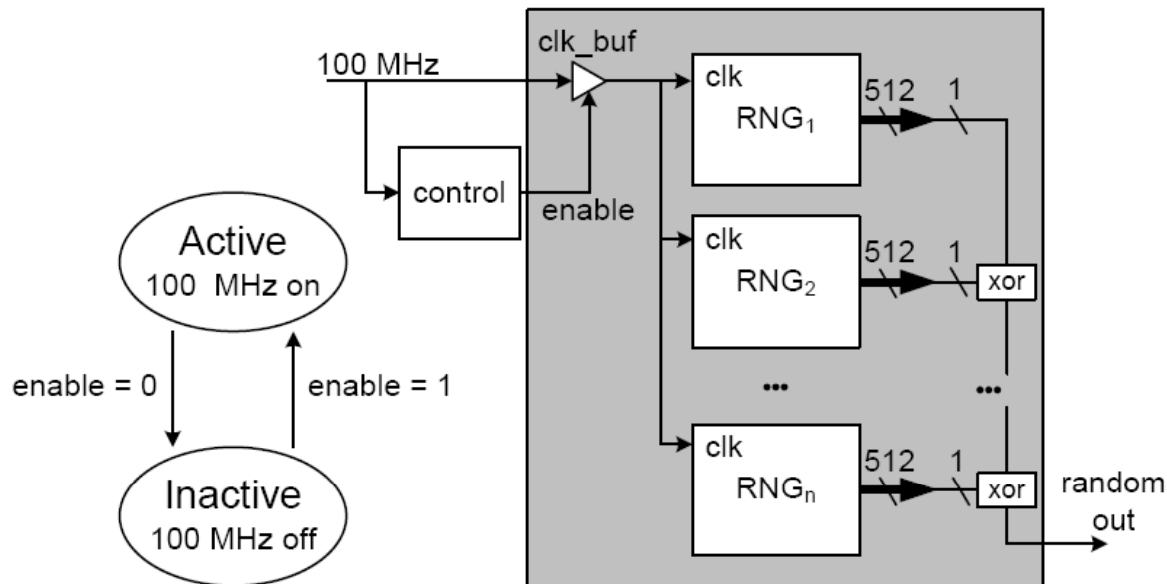 clk_buf
100 MHz
control
enable
clk
RNG₁
512
1
clk
RNG₂
512
1
xor
•••
•••
clk
RNGₙ
512
1
xor
random
out
Active
100 MHz on
enable = 0
enable = 1
Inactive
100 MHz off